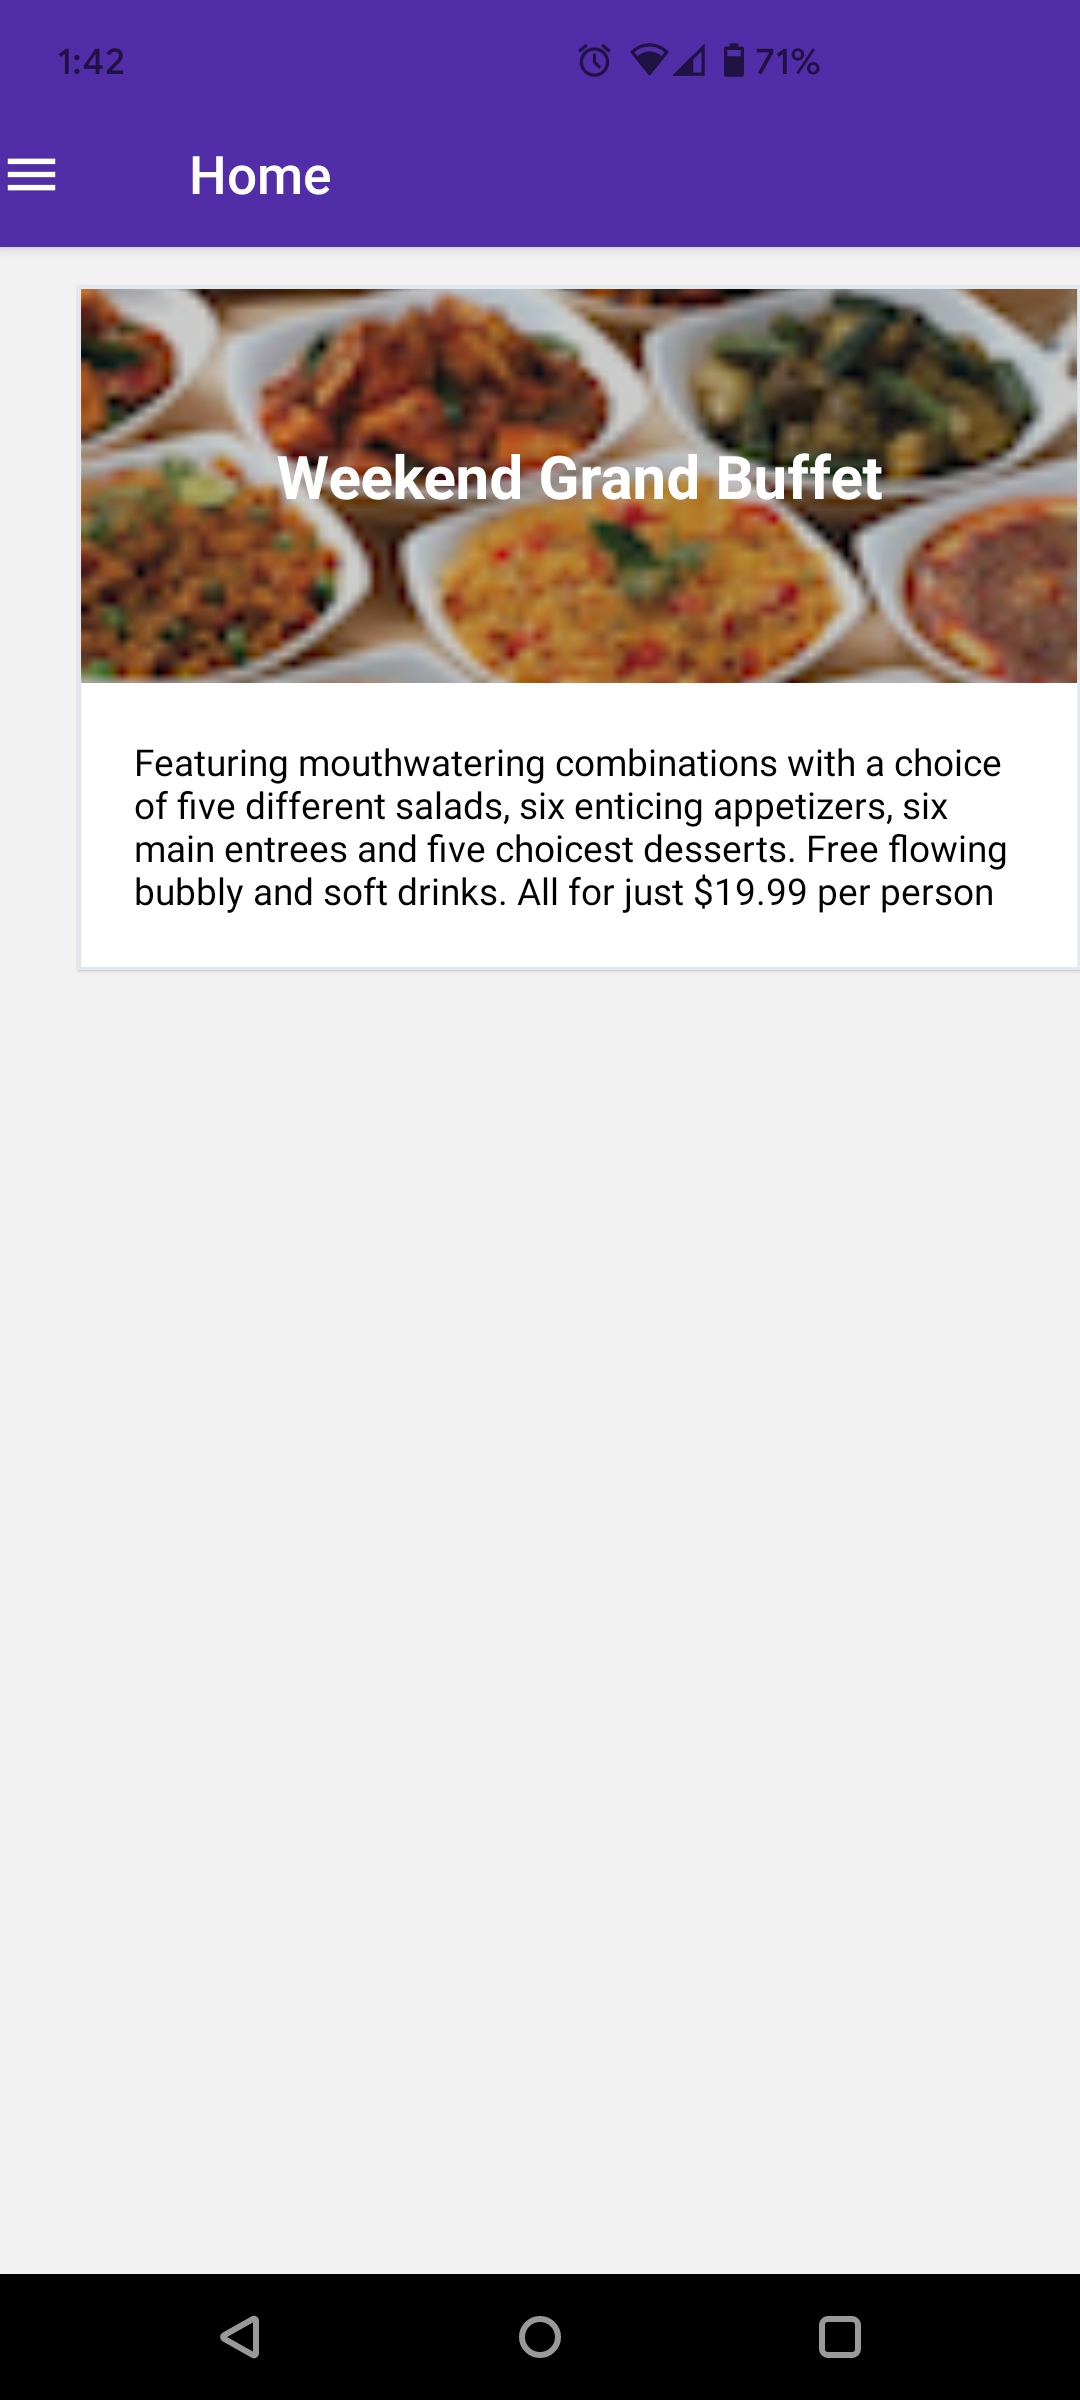 1:42
71%
Home
Weekend Grand Buffet
Featuring mouthwatering combinations with a choice
of five different salads, six enticing appetizers, six
main entrees and five choicest desserts. Free flowing
bubbly and soft drinks. All for just $19.99 per person